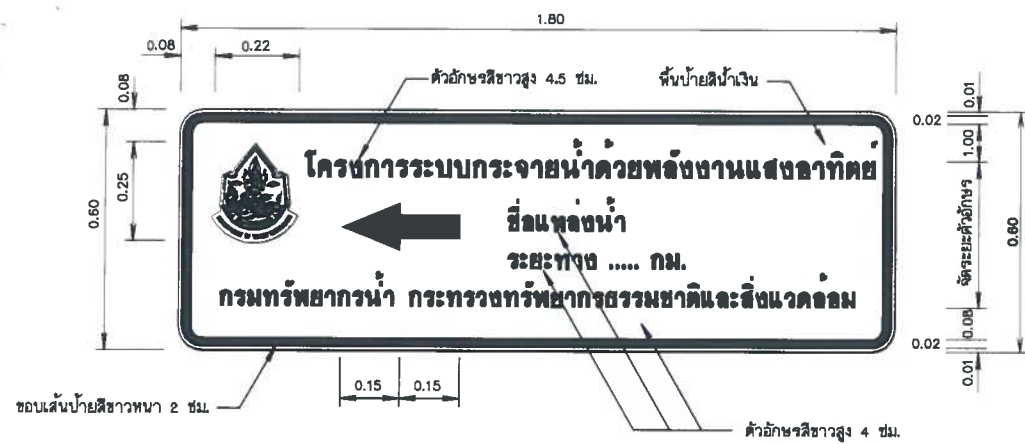 1.80
0.08 0.22
ตัวอักษรสีขาวสูง 4.5 ซม. พื้นป้ายสีน้ำเงิน
0.08 0.01
0.02
1.00
โครงการระบบกระจายน้ำด้วยพลังงานแสงอาทิตย์
0.25
0.60
ชื่อแหล่งน้ำ
จัดระยะตัวอักษร
0.60
ระยะทาง ..... กม.
กรมทรัพยากรน้ำ กระทรวงทรัพยากรธรรมชาติและสิ่งแวดล้อม
0.08
0.02
0.01
0.15 0.15
ขอบเส้นป้ายสีขาวหนา 2 ซม.
ตัวอักษรสีขาวสูง 4 ซม.